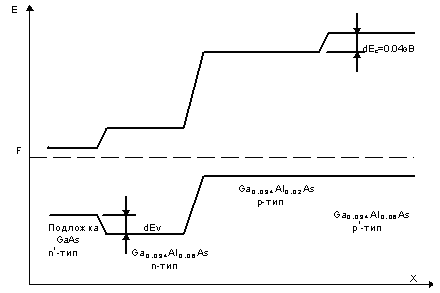 E
dEc=0.04эВ
F
Ga0.094Al0.02As
p-тип
Подложка
GaAs
n+-тип
dEv
Ga0.094Al0.06As
n-тип
Ga0.094Al0.06As
p+-тип
X